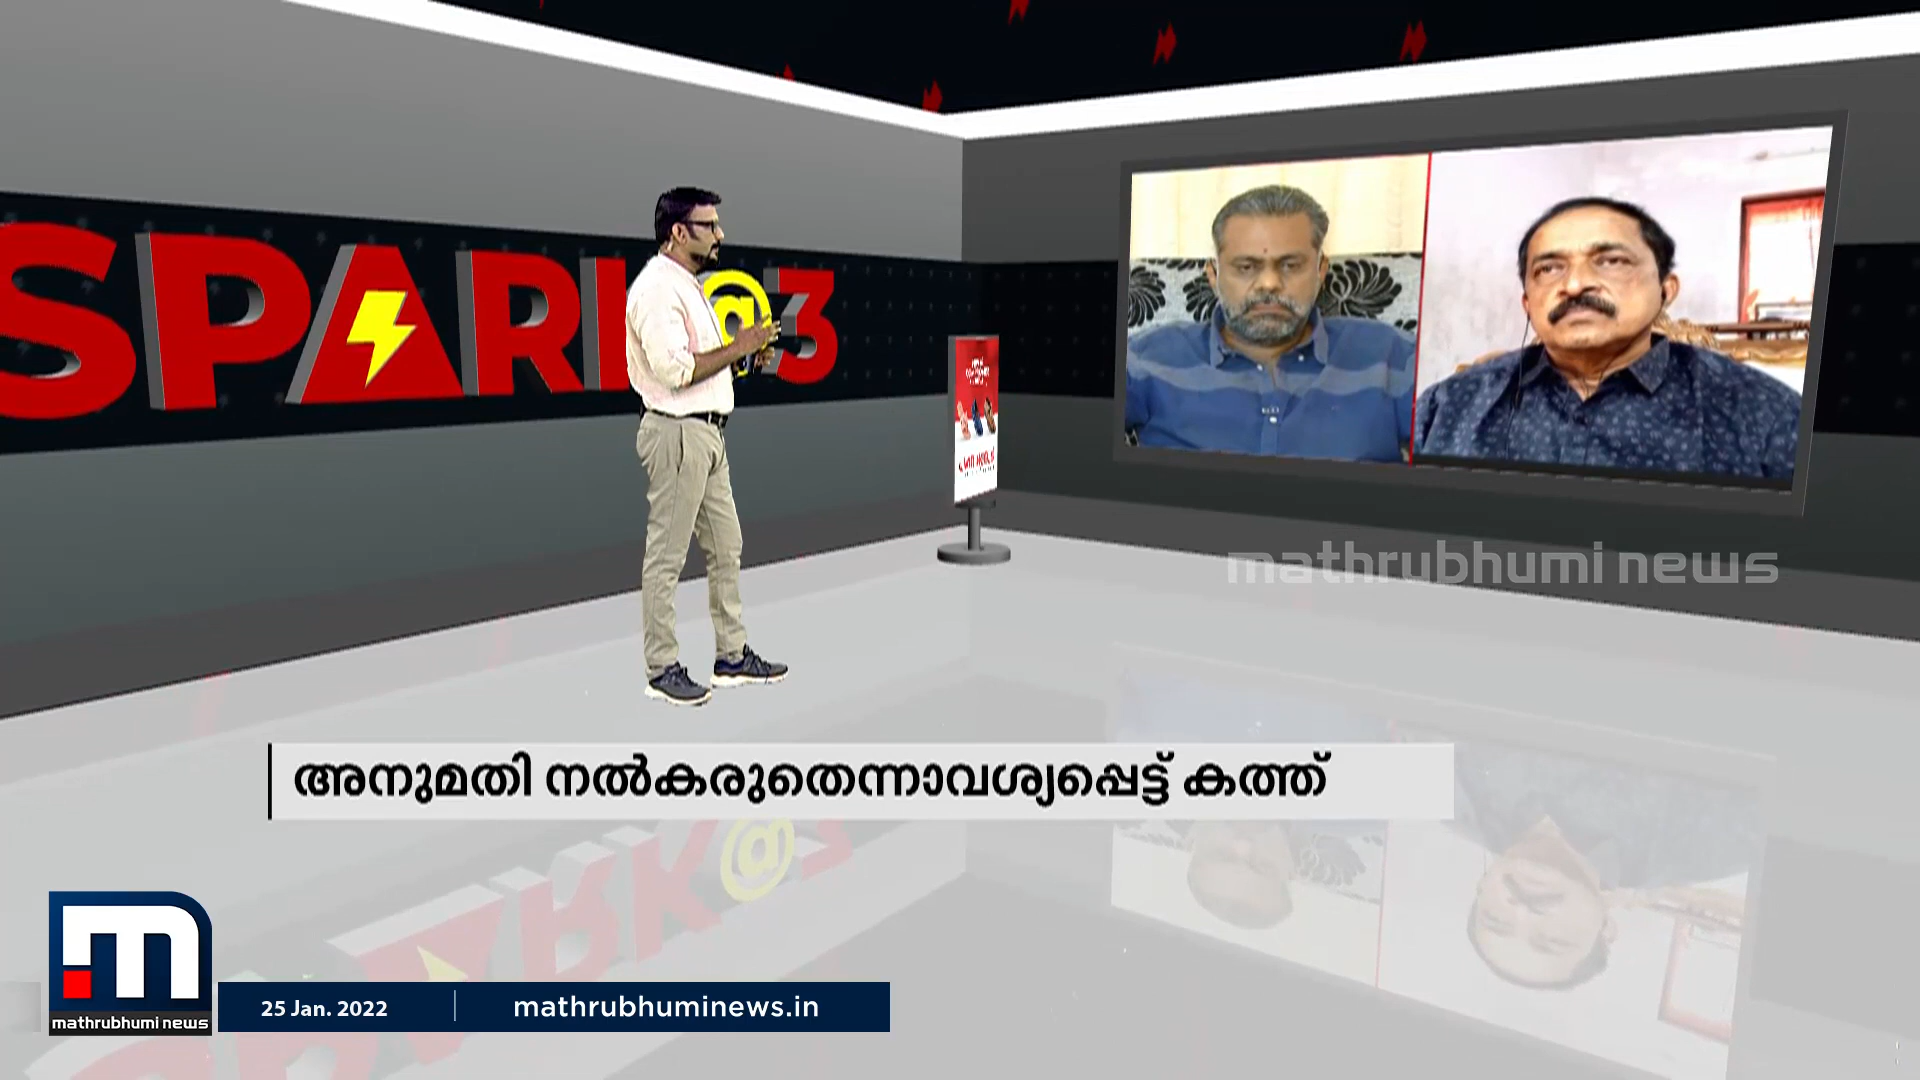 SPARK@3
mathrubhumi news
അനുമതി നൽകരുതെന്നാവശ്യപ്പെട്ട് കത്ത്
mathrubhumi news
25 Jan. 2022
mathrubhuminews.in